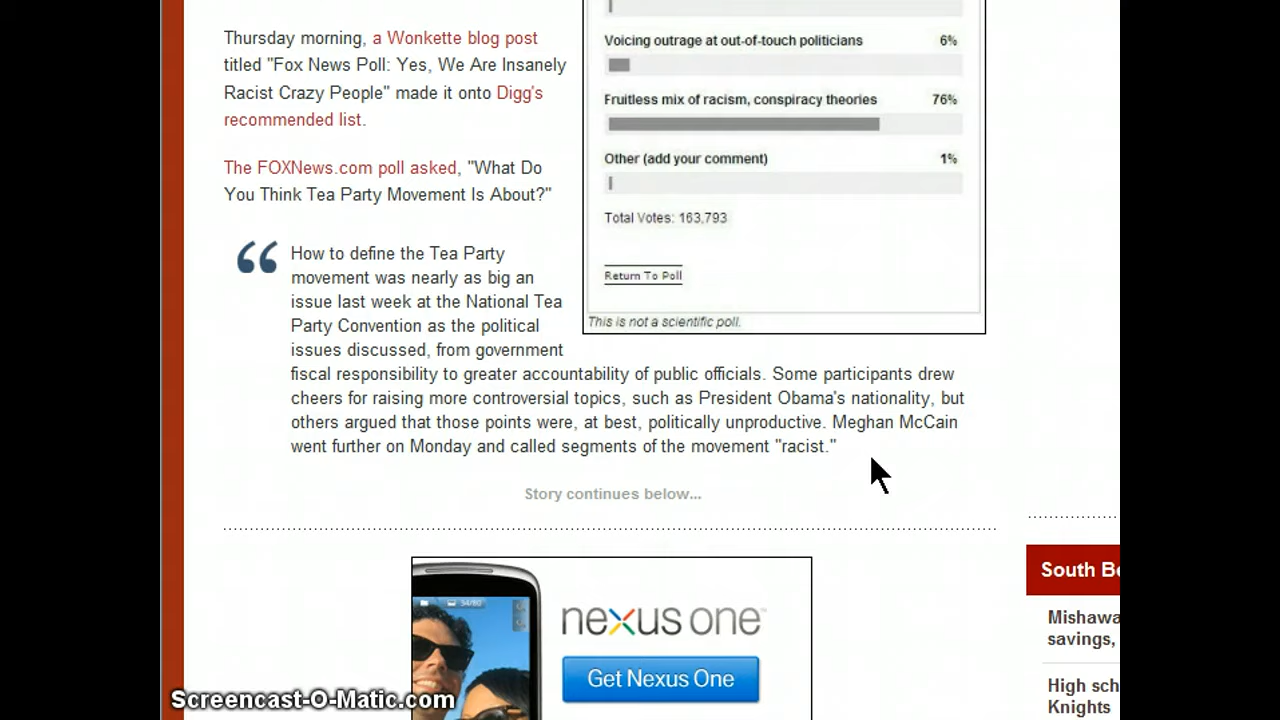 Thursday morning, a Wonkette blog post
titled "Fox News Poll: Yes, We Are Insanely
Racist Crazy People" made it onto Digg's
recommended list.
The FOXNews.com poll asked, "What Do
You Think Tea Party Movement Is About?"
Voicing outrage at out-of-touch politicians 6%
Fruitless mix of racism, conspiracy theories 76%
Other (add your comment) 1%
Total Votes: 163,793
Return To Poll
This is not a scientific poll.
How to define the Tea Party
movement was nearly as big an
issue last week at the National Tea
Party Convention as the political
issues discussed, from government
fiscal responsibility to greater accountability of public officials. Some participants drew
cheers for raising more controversial topics, such as President Obama's nationality, but
others argued that those points were, at best, politically unproductive. Meghan McCain
went further on Monday and called segments of the movement "racist."
Story continues below...
nexus one
Get Nexus One
South Be
Mishawa
savings,
High sch
Knights
Screencast-O-Matic.com